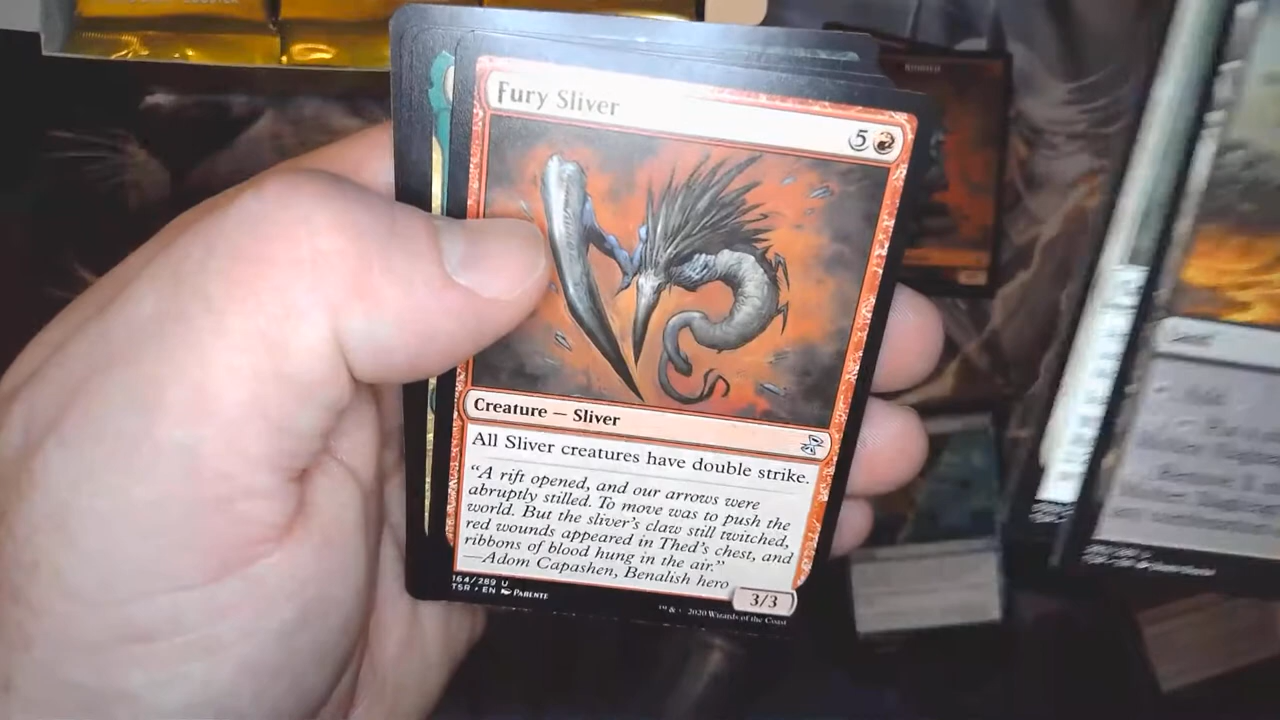 Fury Sliver
5
Creature — Sliver
All Sliver creatures have double strike.
“A rift opened, and our arrows were
abruptly stilled. To move was to push the
world. But the sliver’s claw still twitched,
red wounds appeared in Thed’s chest, and
ribbons of blood hung in the air.”
—Adom Capashen, Benalish hero
3/3
164/289 U
TSR • EN PARENTE
™ & © 2020 Wizards of the Coast